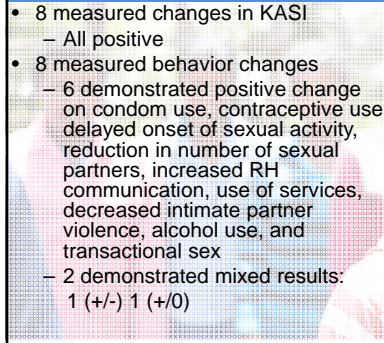 • 8 measured changes in KASI
– All positive
• 8 measured behavior changes
– 6 demonstrated positive change
on condom use, contraceptive use
delayed onset of sexual activity,
reduction in number of sexual
partners, increased RH
communication, use of services,
decreased intimate partner
violence, alcohol use, and
transactional sex
– 2 demonstrated mixed results:
1 (+/-) 1 (+/0)